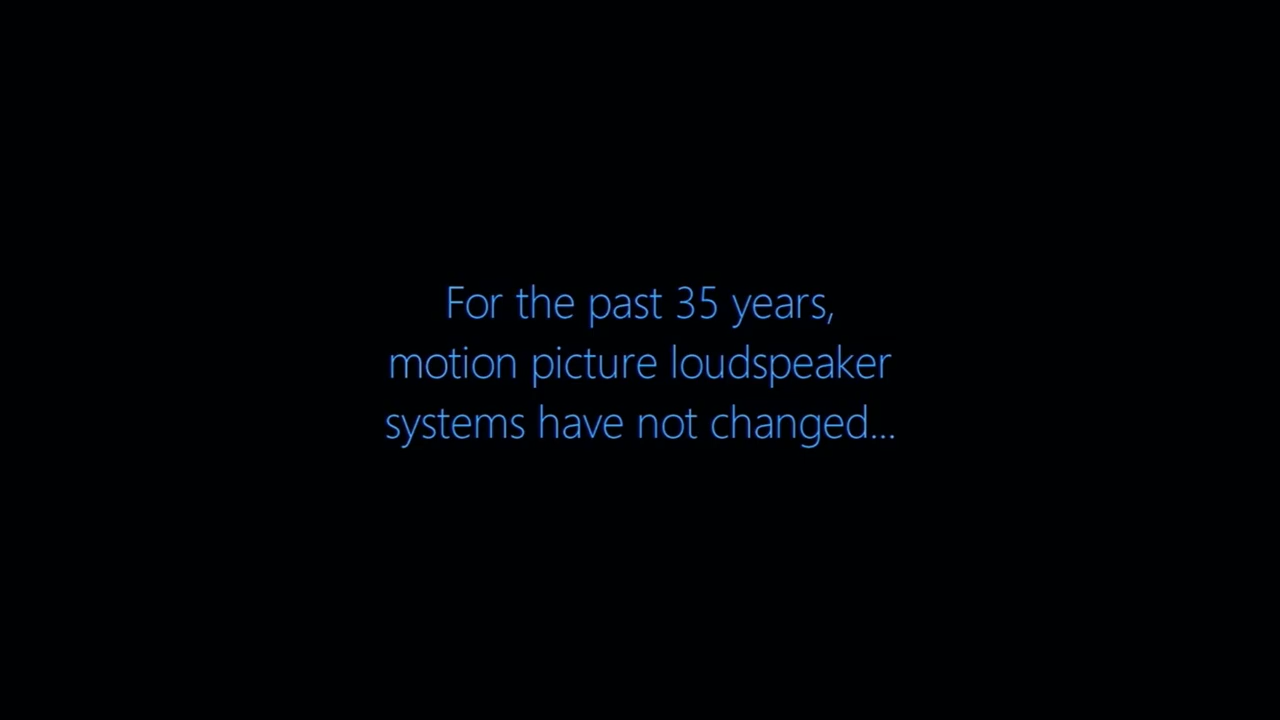 For the past 35 years,
motion picture loudspeaker
systems have not changed...